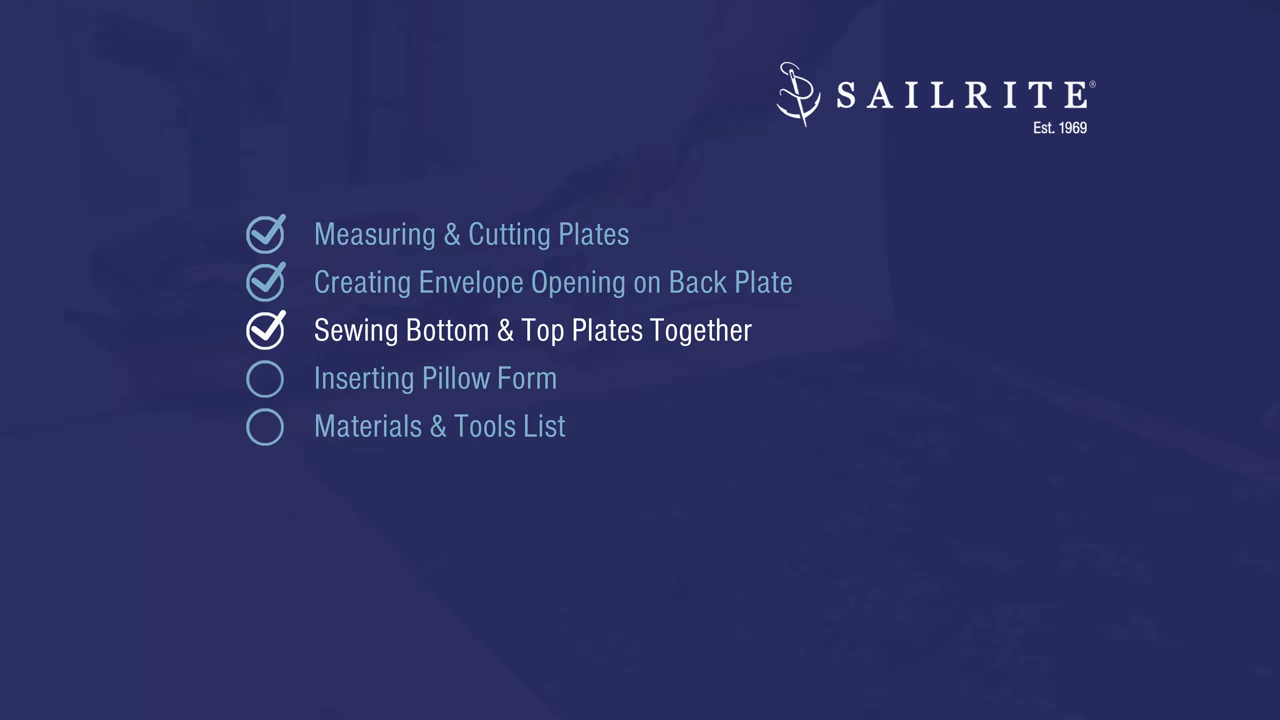 SAILRITE®
Est. 1969
Measuring & Cutting Plates
Creating Envelope Opening on Back Plate
Sewing Bottom & Top Plates Together
Inserting Pillow Form
Materials & Tools List